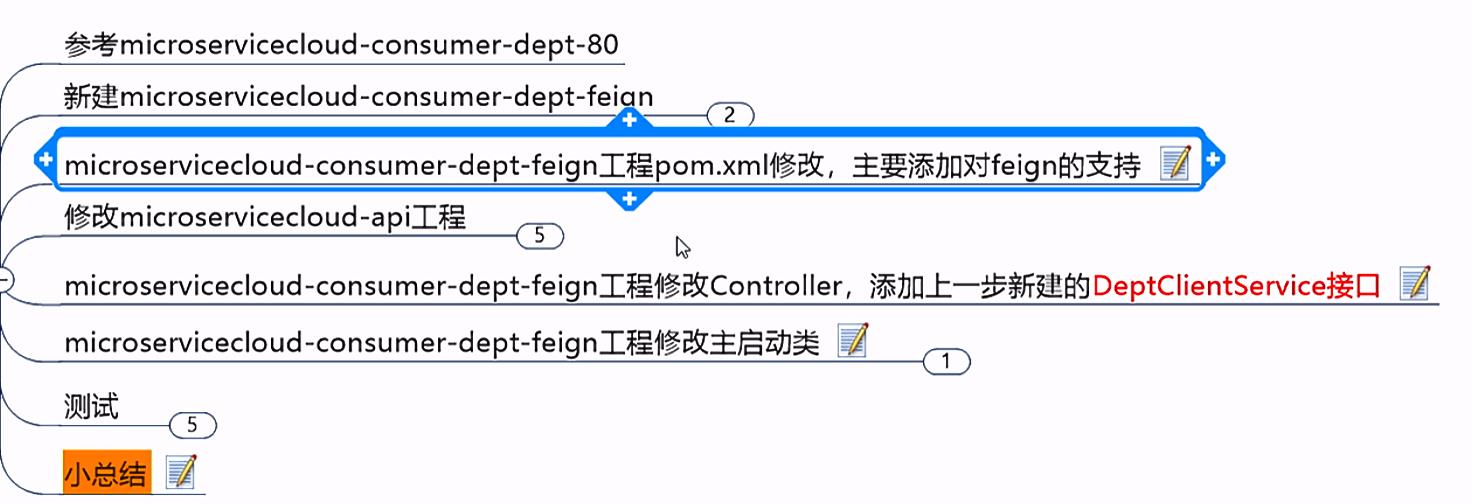 参考microservicecloud-consumer-dept-80
新建microservicecloud-consumer-dept-feign
2
microservicecloud-consumer-dept-feign工程pom.xml修改，主要添加对feign的支持
修改microservicecloud-api工程
5
microservicecloud-consumer-dept-feign工程修改Controller，添加上一步新建的DeptClientService接口
microservicecloud-consumer-dept-feign工程修改主启动类
1
测试
5
小总结